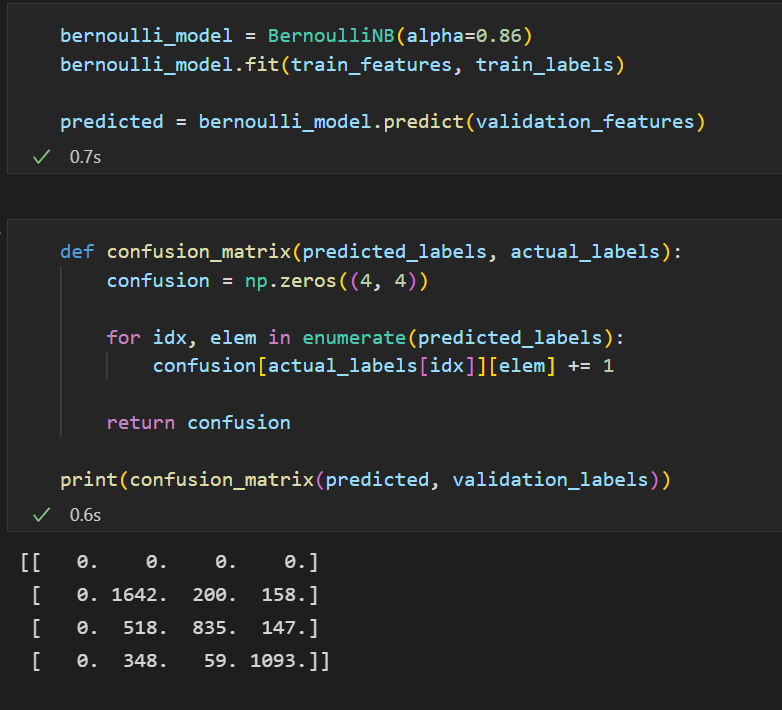 bernoulli_model = BernoulliNB(alpha=0.86)
bernoulli_model.fit(train_features, train_labels)
predicted = bernoulli_model.predict(validation_features)
0.7s
def confusion_matrix(predicted_labels, actual_labels):
confusion = np.zeros((4, 4))
for idx, elem in enumerate(predicted_labels):
confusion[actual_labels[idx]][elem] += 1
return confusion
print(confusion_matrix(predicted, validation_labels))
0.6s
[[   0.    0.    0.    0.]
[   0. 1642.  200.  158.]
[   0.  518.  835.  147.]
[   0.  348.   59. 1093.]]